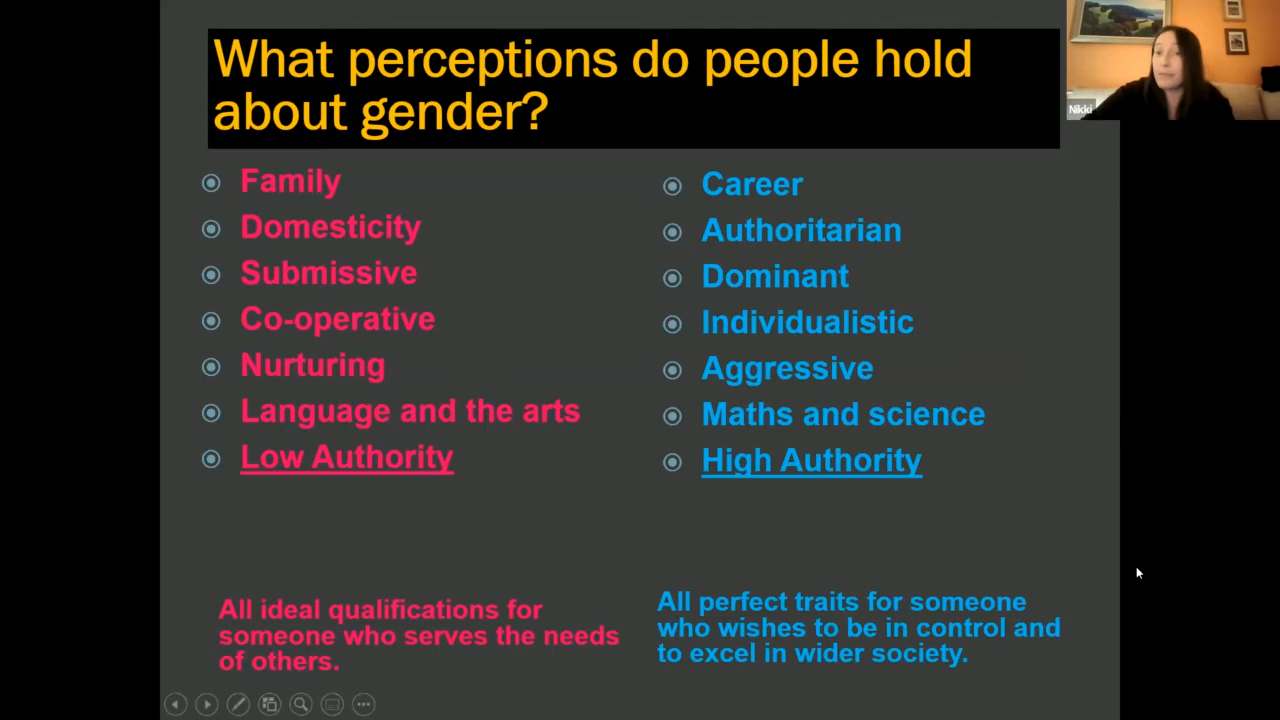 What perceptions do people hold
about gender?
Nikki
Family
Domesticity
Submissive
Co-operative
Nurturing
Language and the arts
Low Authority
Career
Authoritarian
Dominant
Individualistic
Aggressive
Maths and science
High Authority
All ideal qualifications for
someone who serves the needs
of others.
All perfect traits for someone
who wishes to be in control and
to excel in wider society.